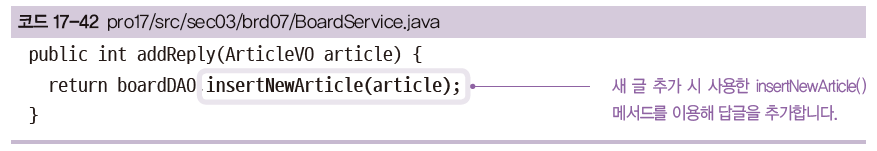 코드 17-42 pro17/src/sec03/brd07/BoardService.java
public int addReply(ArticleVO article) {
return boardDAO.insertNewArticle(article);
새 글 추가 시 사용한 insertNewArticle()
메서드를 이용해 답글을 추가합니다.
}